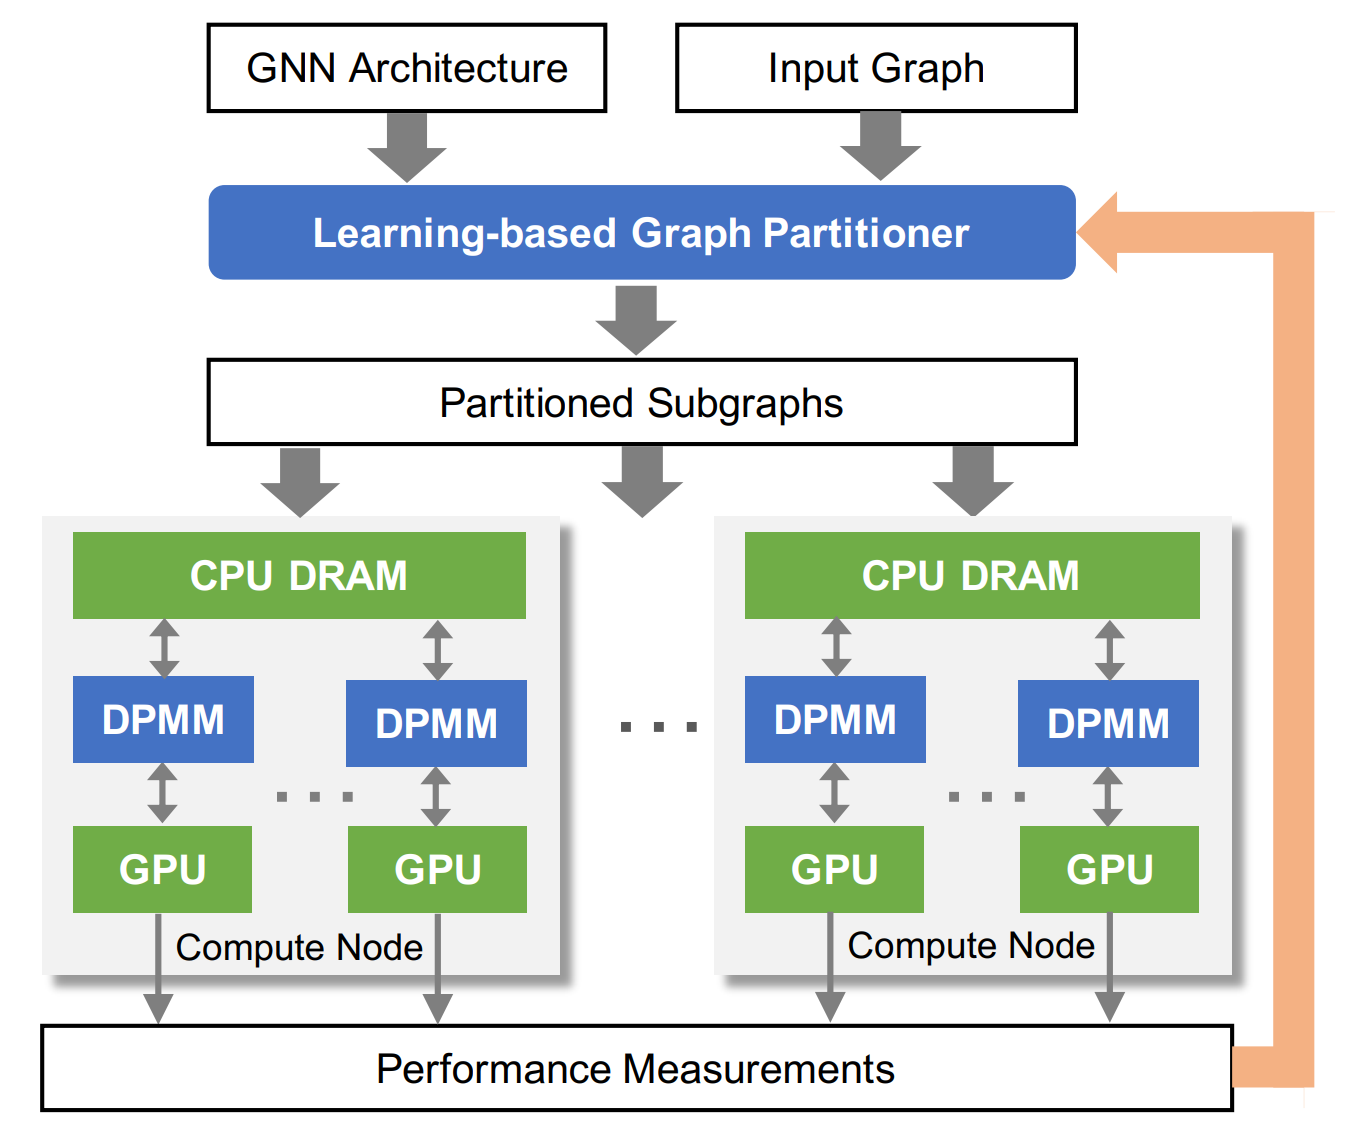 GNN Architecture
Input Graph
Learning-based Graph Partitioner
Partitioned Subgraphs
CPU DRAM
CPU DRAM
DPMM
DPMM
. . .
DPMM
DPMM
. . .
. . .
GPU
GPU
GPU
GPU
Compute Node
Compute Node
Performance Measurements